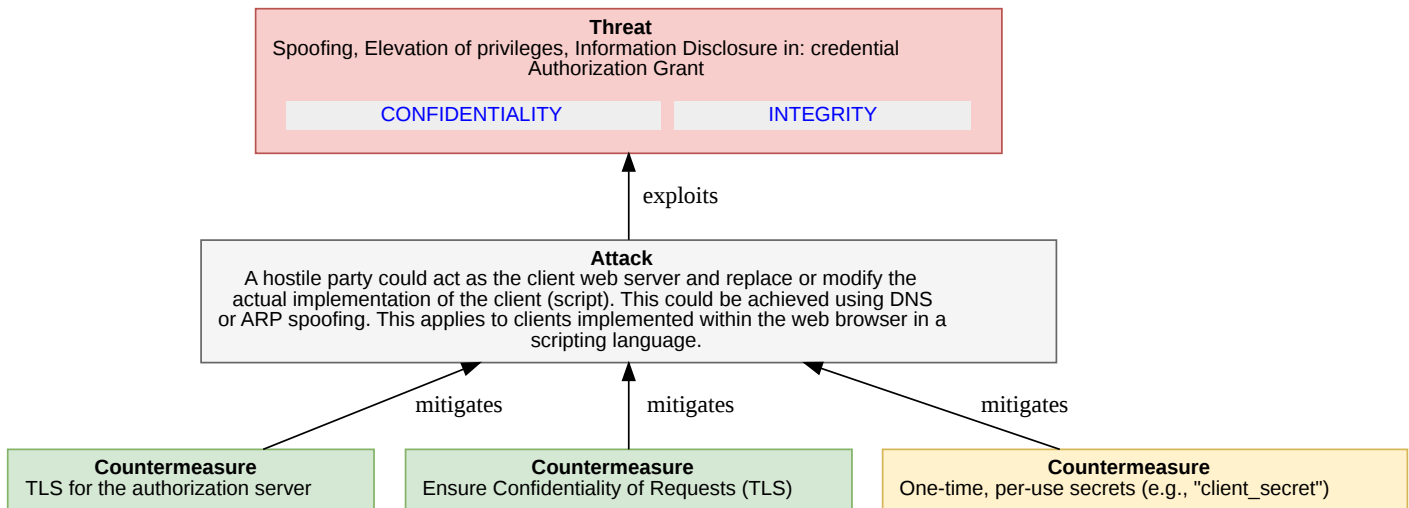 Threat
Spoofing, Elevation of privileges, Information Disclosure in: credential
Authorization Grant
CONFIDENTIALITY
INTEGRITY
exploits
Attack
A hostile party could act as the client web server and replace or modify the
actual implementation of the client (script). This could be achieved using DNS
or ARP spoofing. This applies to clients implemented within the web browser in a
scripting language.
mitigates
mitigates
mitigates
Countermeasure
TLS for the authorization server
Countermeasure
Ensure Confidentiality of Requests (TLS)
Countermeasure
One-time, per-use secrets (e.g., "client_secret")